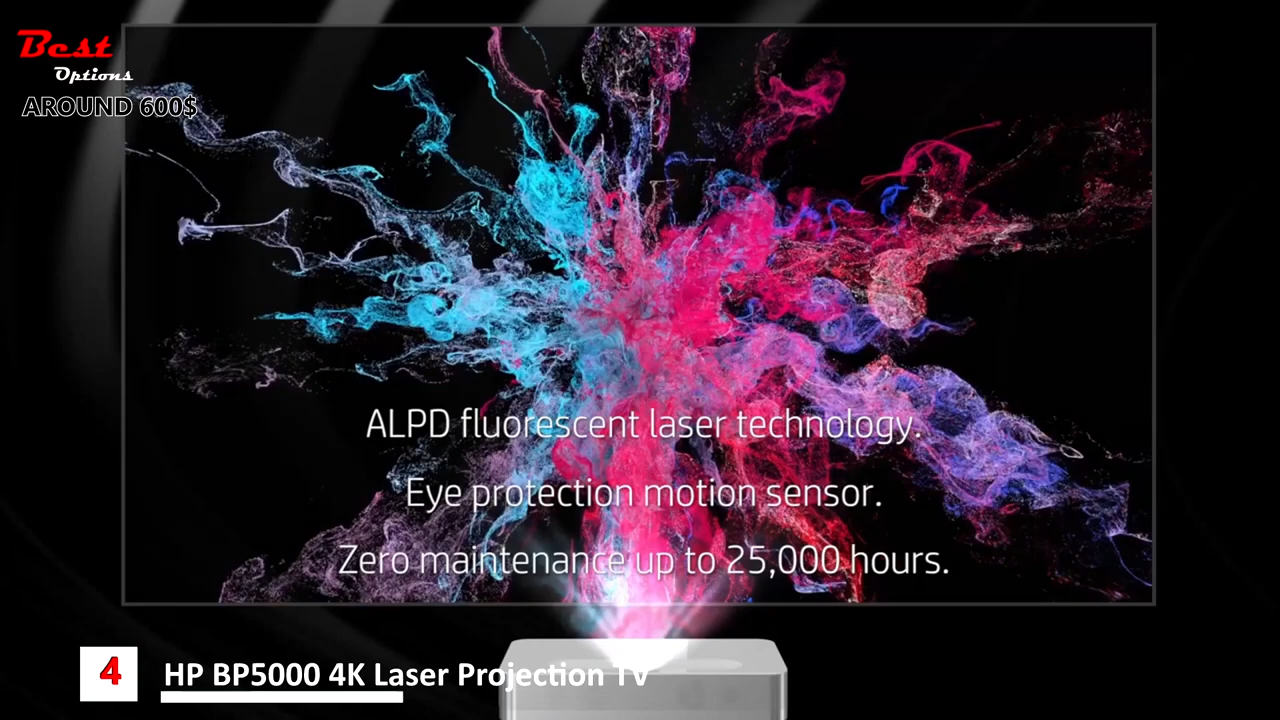 Best
Options
AROUND 600$
ALPD fluorescent laser technology.
Eye protection motion sensor.
Zero maintenance up to 25,000 hours.
4 HP BP5000 4K Laser Projection TV